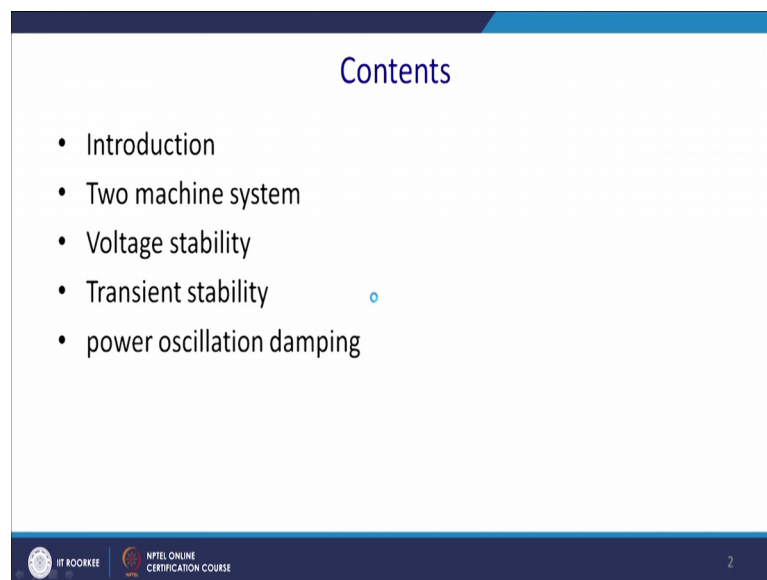 Contents
• Introduction
• Two machine system
• Voltage stability
• Transient stability
• power oscillation damping
IIT ROORKEE
NPTEL ONLINE
CERTIFICATION COURSE
2